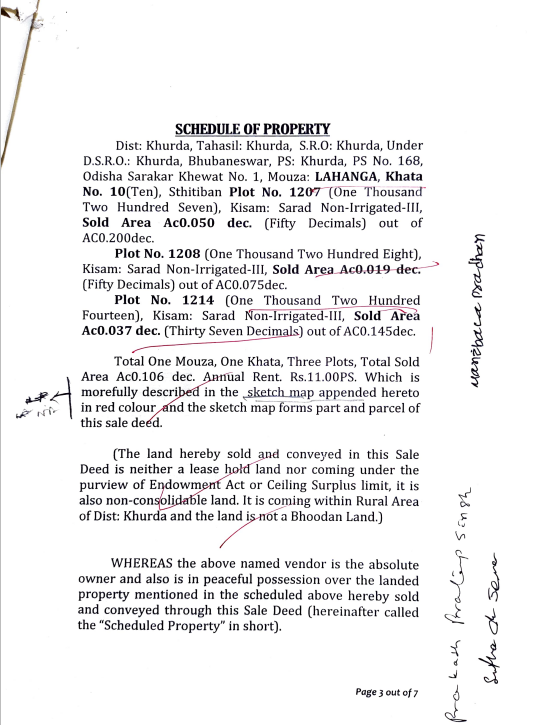 SCHEDULE OF PROPERTY
Dist: Khurda, Tahasil: Khurda, S.R.O: Khurda, Under
D.S.R.O.: Khurda, Bhubaneswar, PS: Khurda, PS No. 168,
Odisha Sarakar Khewat No. 1, Mouza: LAHANGA, Khata
No. 10(Ten), Sthitiban Plot No. 1207 (One Thousand
Two Hundred Seven), Kisam: Sarad Non-Irrigated-III,
Sold Area Ac0.050 dec. (Fifty Decimals) out of
AC0.200dec.
Plot No. 1208 (One Thousand Two Hundred Eight),
Kisam: Sarad Non-Irrigated-III, Sold Area Ac0.019 dec.
(Fifty Decimals) out of AC0.075dec.
Plot No. 1214 (One Thousand Two Hundred
Fourteen), Kisam: Sarad Non-Irrigated-III, Sold Area
Ac0.037 dec. (Thirty Seven Decimals) out of AC0.145dec.
Total One Mouza, One Khata, Three Plots, Total Sold
Area Ac0.106 dec. Annual Rent. Rs.11.00PS. Which is
morefully described in the sketch map appended hereto
in red colour and the sketch map forms part and parcel
of this sale deed.
(The land hereby sold and conveyed in this Sale
Deed is neither a lease hold land nor coming under the
purview of Endowment Act or Ceiling Surplus limit, it is
also non-consolidable land. It is coming within Rural Area
of Dist: Khurda and the land is not a Bhoodan Land.)
WHEREAS the above named vendor is the absolute
owner and also is in peaceful possession over the landed
property mentioned in the scheduled above hereby sold
and conveyed through this Sale Deed (hereinafter called
the “Scheduled Property” in short).
Page 3 out of 7
Pradhan
Prakash Pratap Singh